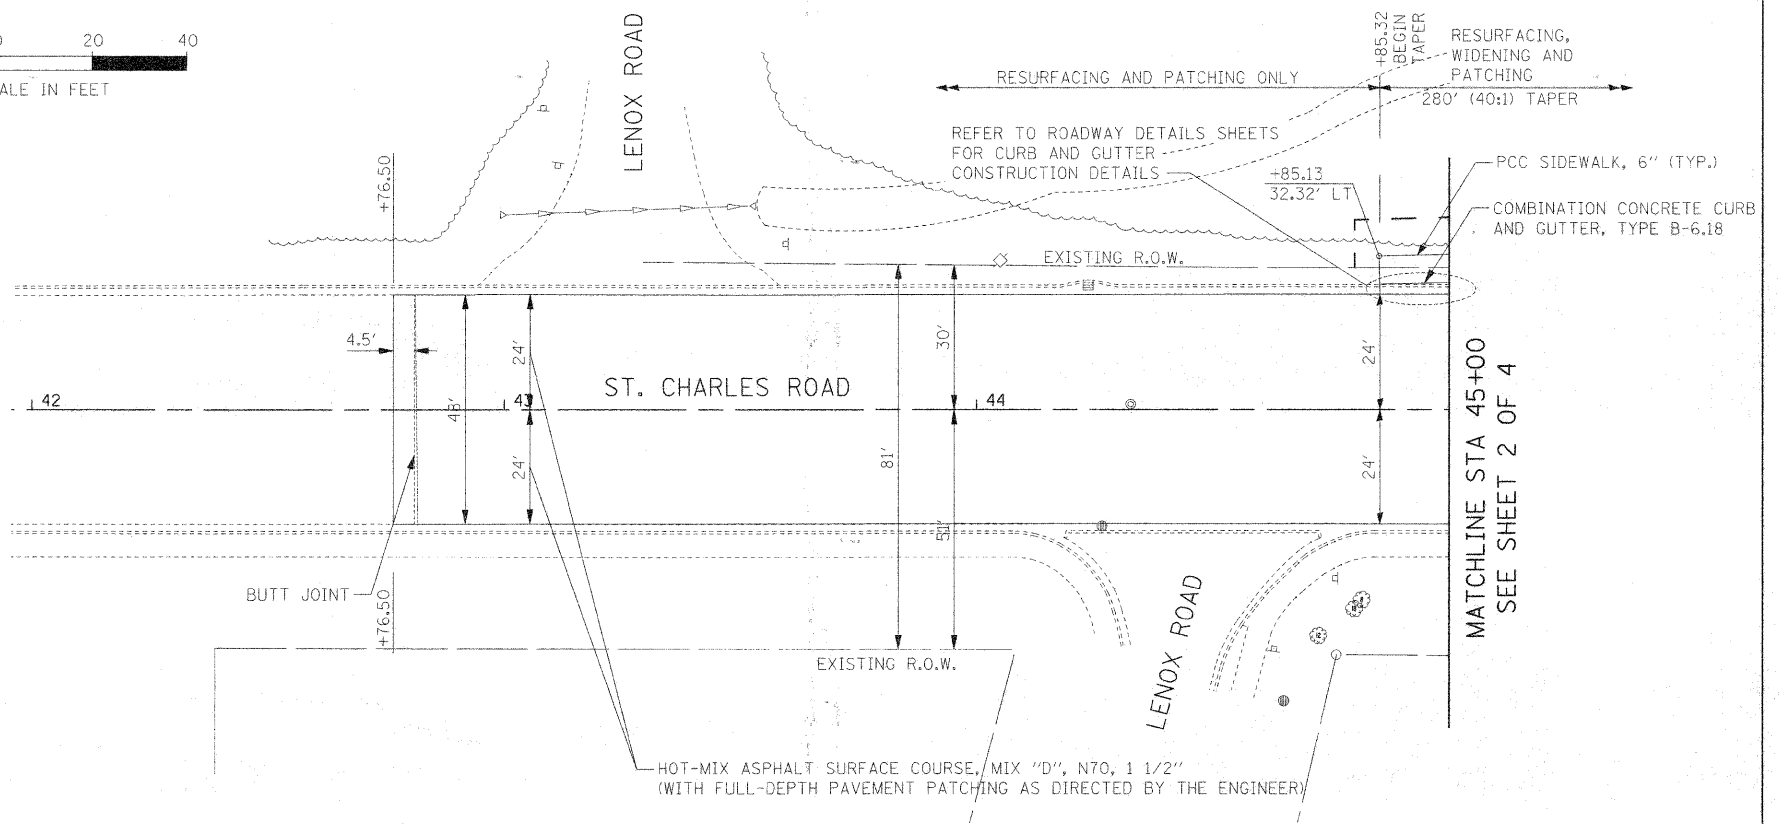 20 40
ALE IN FEET
LENOX ROAD
+85.32
BEGIN
TAPER
RESURFACING,
WIDENING AND
PATCHING
RESURFACING AND PATCHING ONLY
280' (40:1) TAPER
REFER TO ROADWAY DETAILS SHEETS
FOR CURB AND GUTTER
CONSTRUCTION DETAILS
+85.13
32.32' LT
PCC SIDEWALK, 6" (TYP.)
COMBINATION CONCRETE CURB
AND GUTTER, TYPE B-6.18
+76.50
EXISTING R.O.W.
4.5'
24'
30'
24'
ST. CHARLES ROAD
42
48'
43
44
24'
81'
51'
24'
MATCHLINE STA 45+00
SEE SHEET 2 OF 4
BUTT JOINT
+76.50
EXISTING R.O.W.
LENOX ROAD
HOT-MIX ASPHALT SURFACE COURSE, MIX "D", N70, 1 1/2"
(WITH FULL-DEPTH PAVEMENT PATCHING AS DIRECTED BY THE ENGINEER)